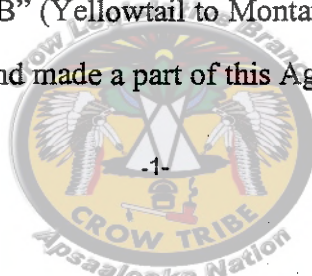 B” (Yellowtail to Monta
nd made a part of this Ag
-1-
CROW TRIBE
Apsaalooke Nation